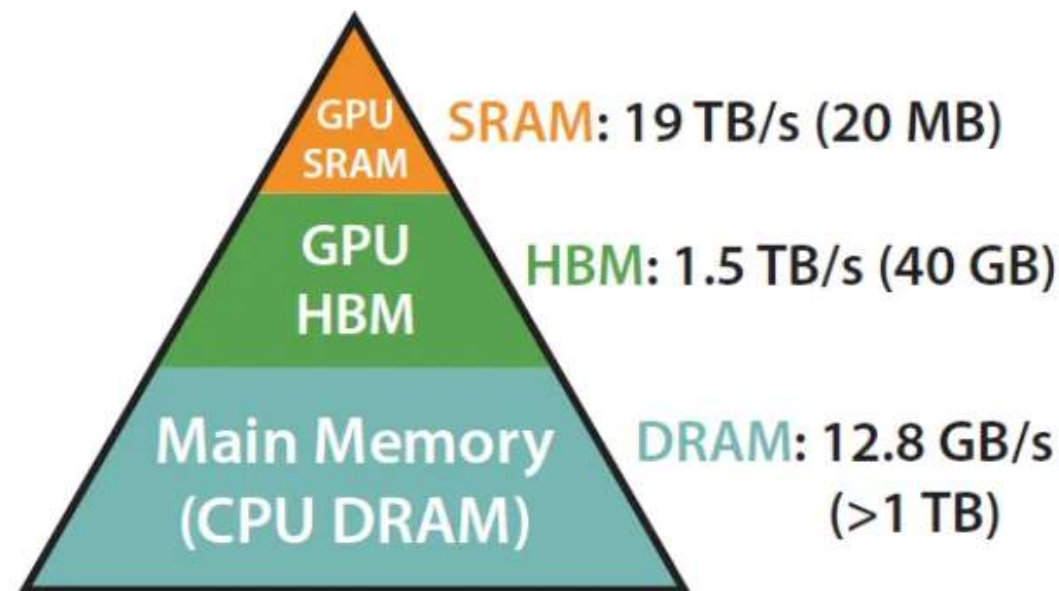 GPU
SRAM
SRAM: 19 TB/s (20 MB)
GPU
HBM
HBM: 1.5 TB/s (40 GB)
Main Memory
(CPU DRAM)
DRAM: 12.8 GB/s
(>1 TB)